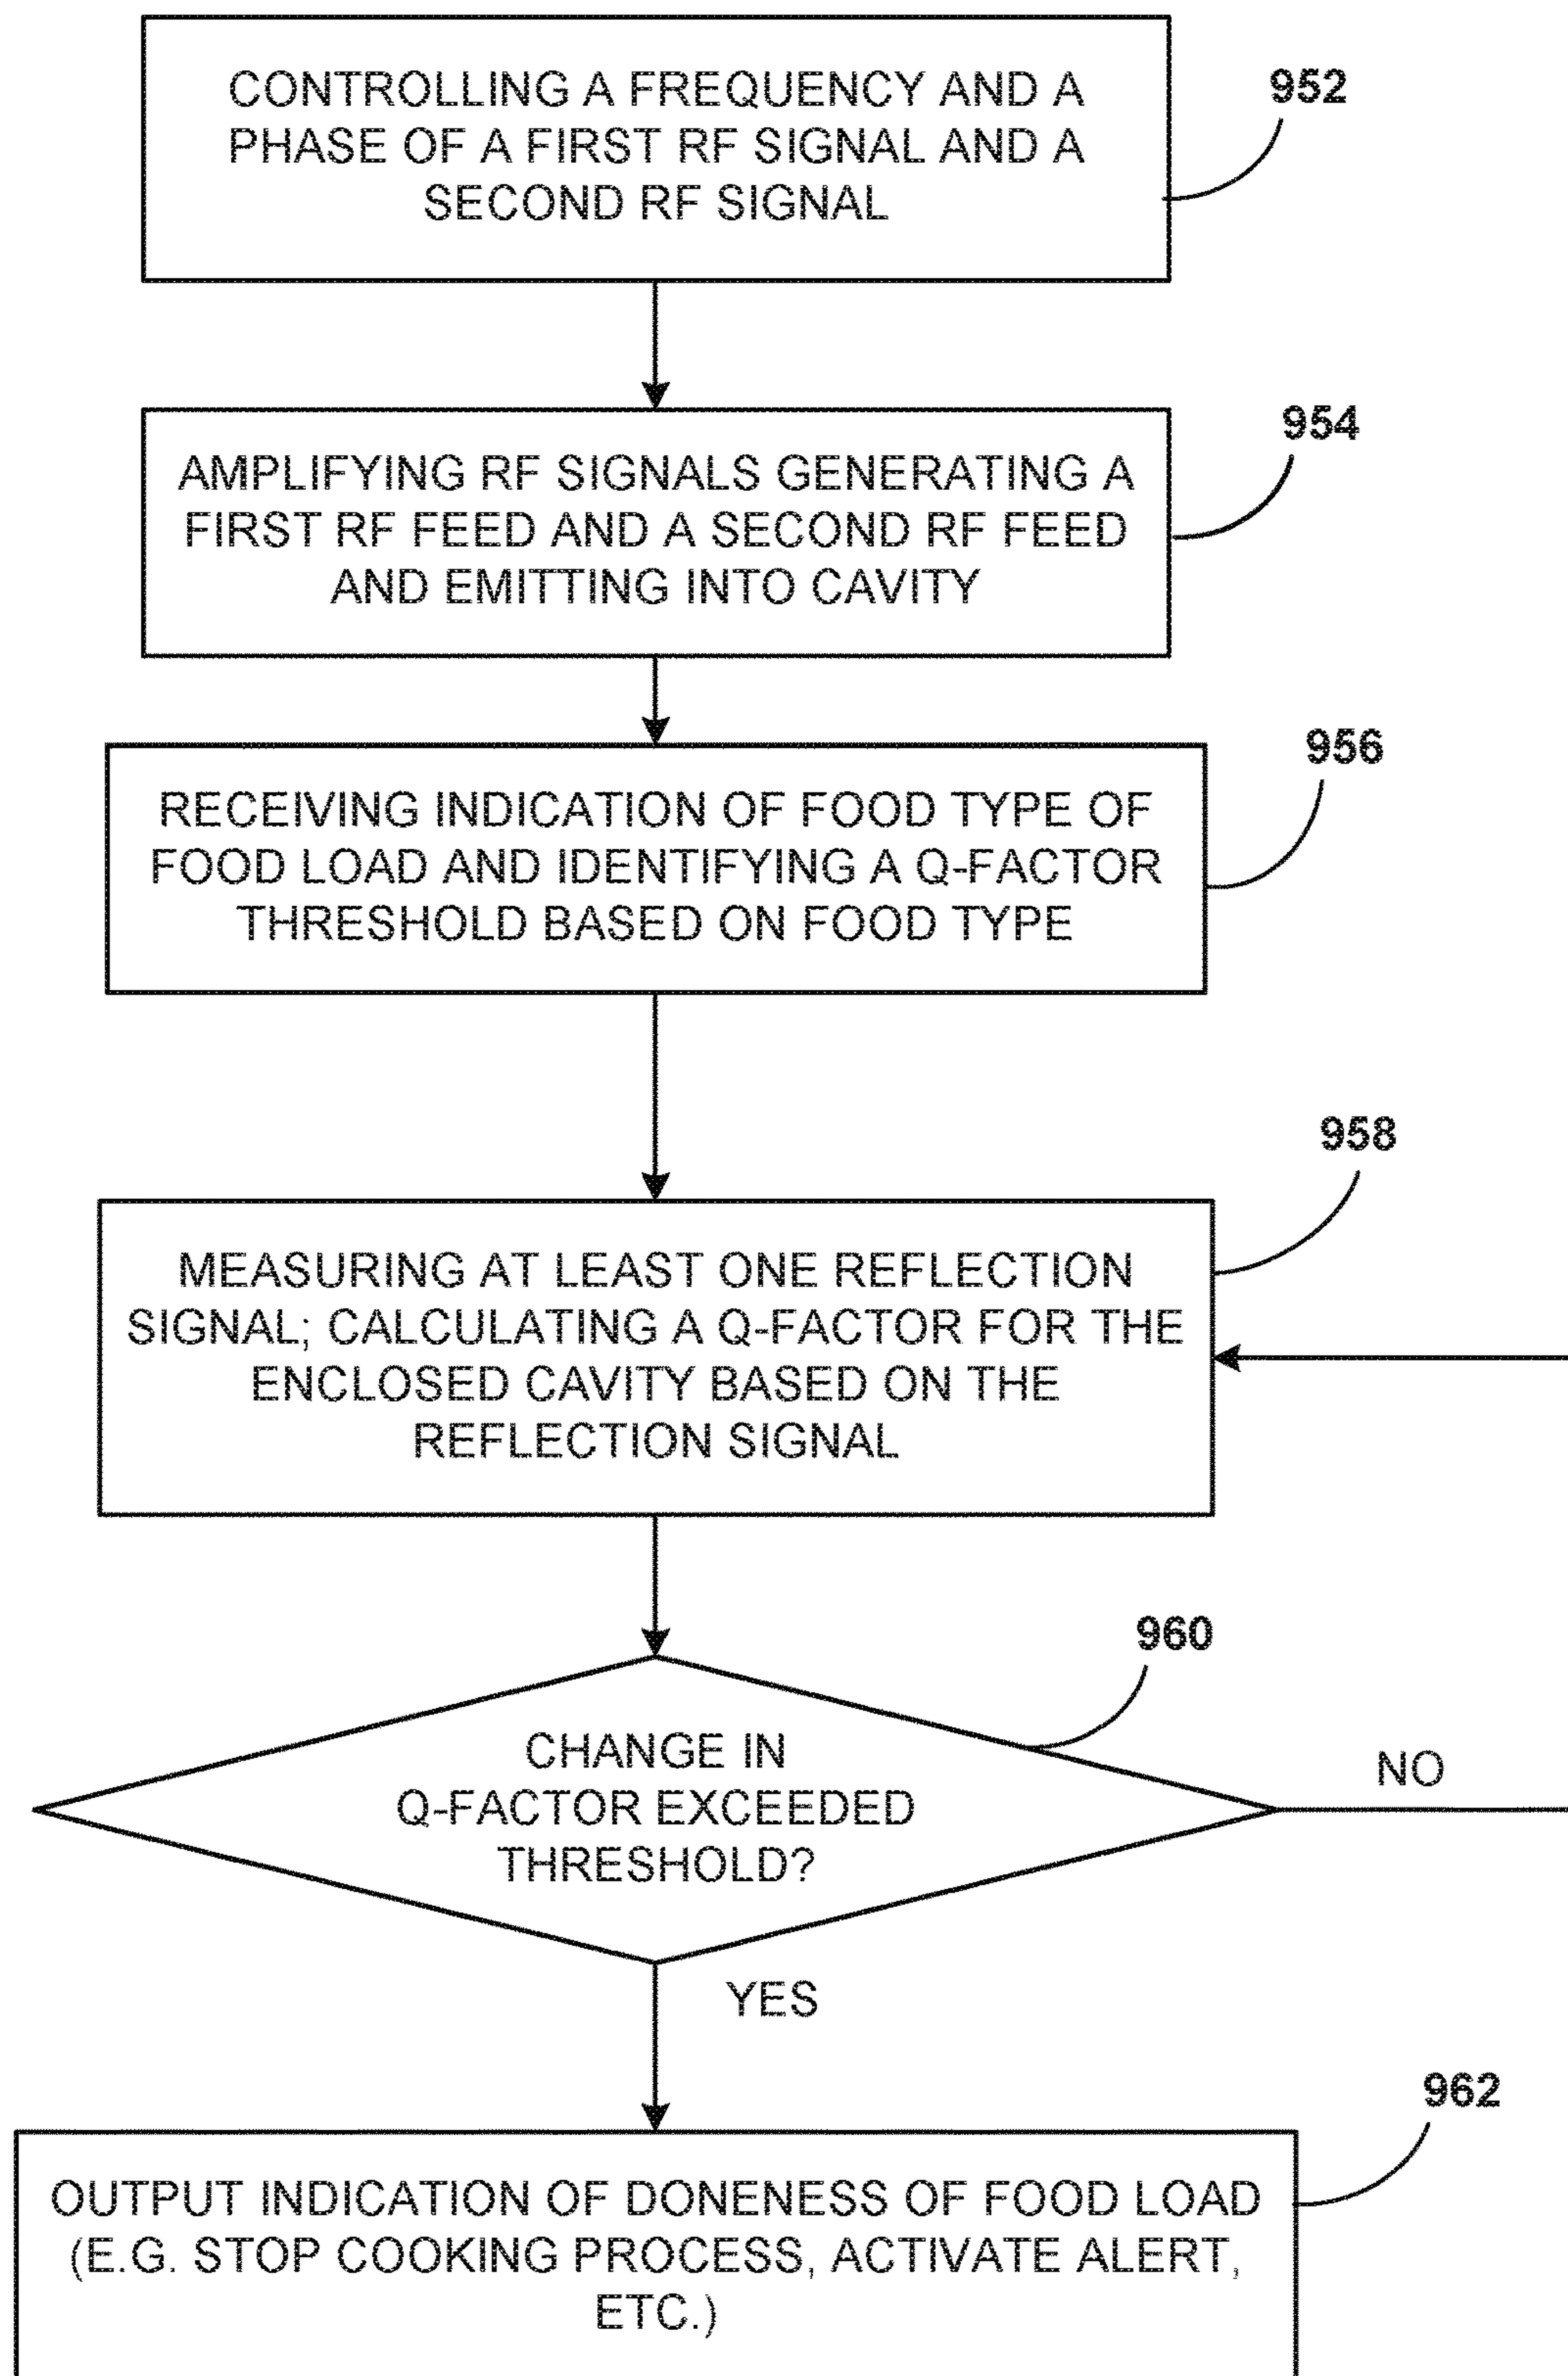 CONTROLLING A FREQUENCY AND A
PHASE OF A FIRST RF SIGNAL AND A
SECOND RF SIGNAL
952
AMPLIFYING RF SIGNALS GENERATING A
FIRST RF FEED AND A SECOND RF FEED
AND EMITTING INTO CAVITY
954
RECEIVING INDICATION OF FOOD TYPE OF
FOOD LOAD AND IDENTIFYING A Q-FACTOR
THRESHOLD BASED ON FOOD TYPE
956
MEASURING AT LEAST ONE REFLECTION
SIGNAL; CALCULATING A Q-FACTOR FOR THE
ENCLOSED CAVITY BASED ON THE
REFLECTION SIGNAL
958
CHANGE IN
Q-FACTOR EXCEEDED
THRESHOLD?
960
NO
YES
OUTPUT INDICATION OF DONENESS OF FOOD LOAD
(E.G. STOP COOKING PROCESS, ACTIVATE ALERT,
ETC.)
962